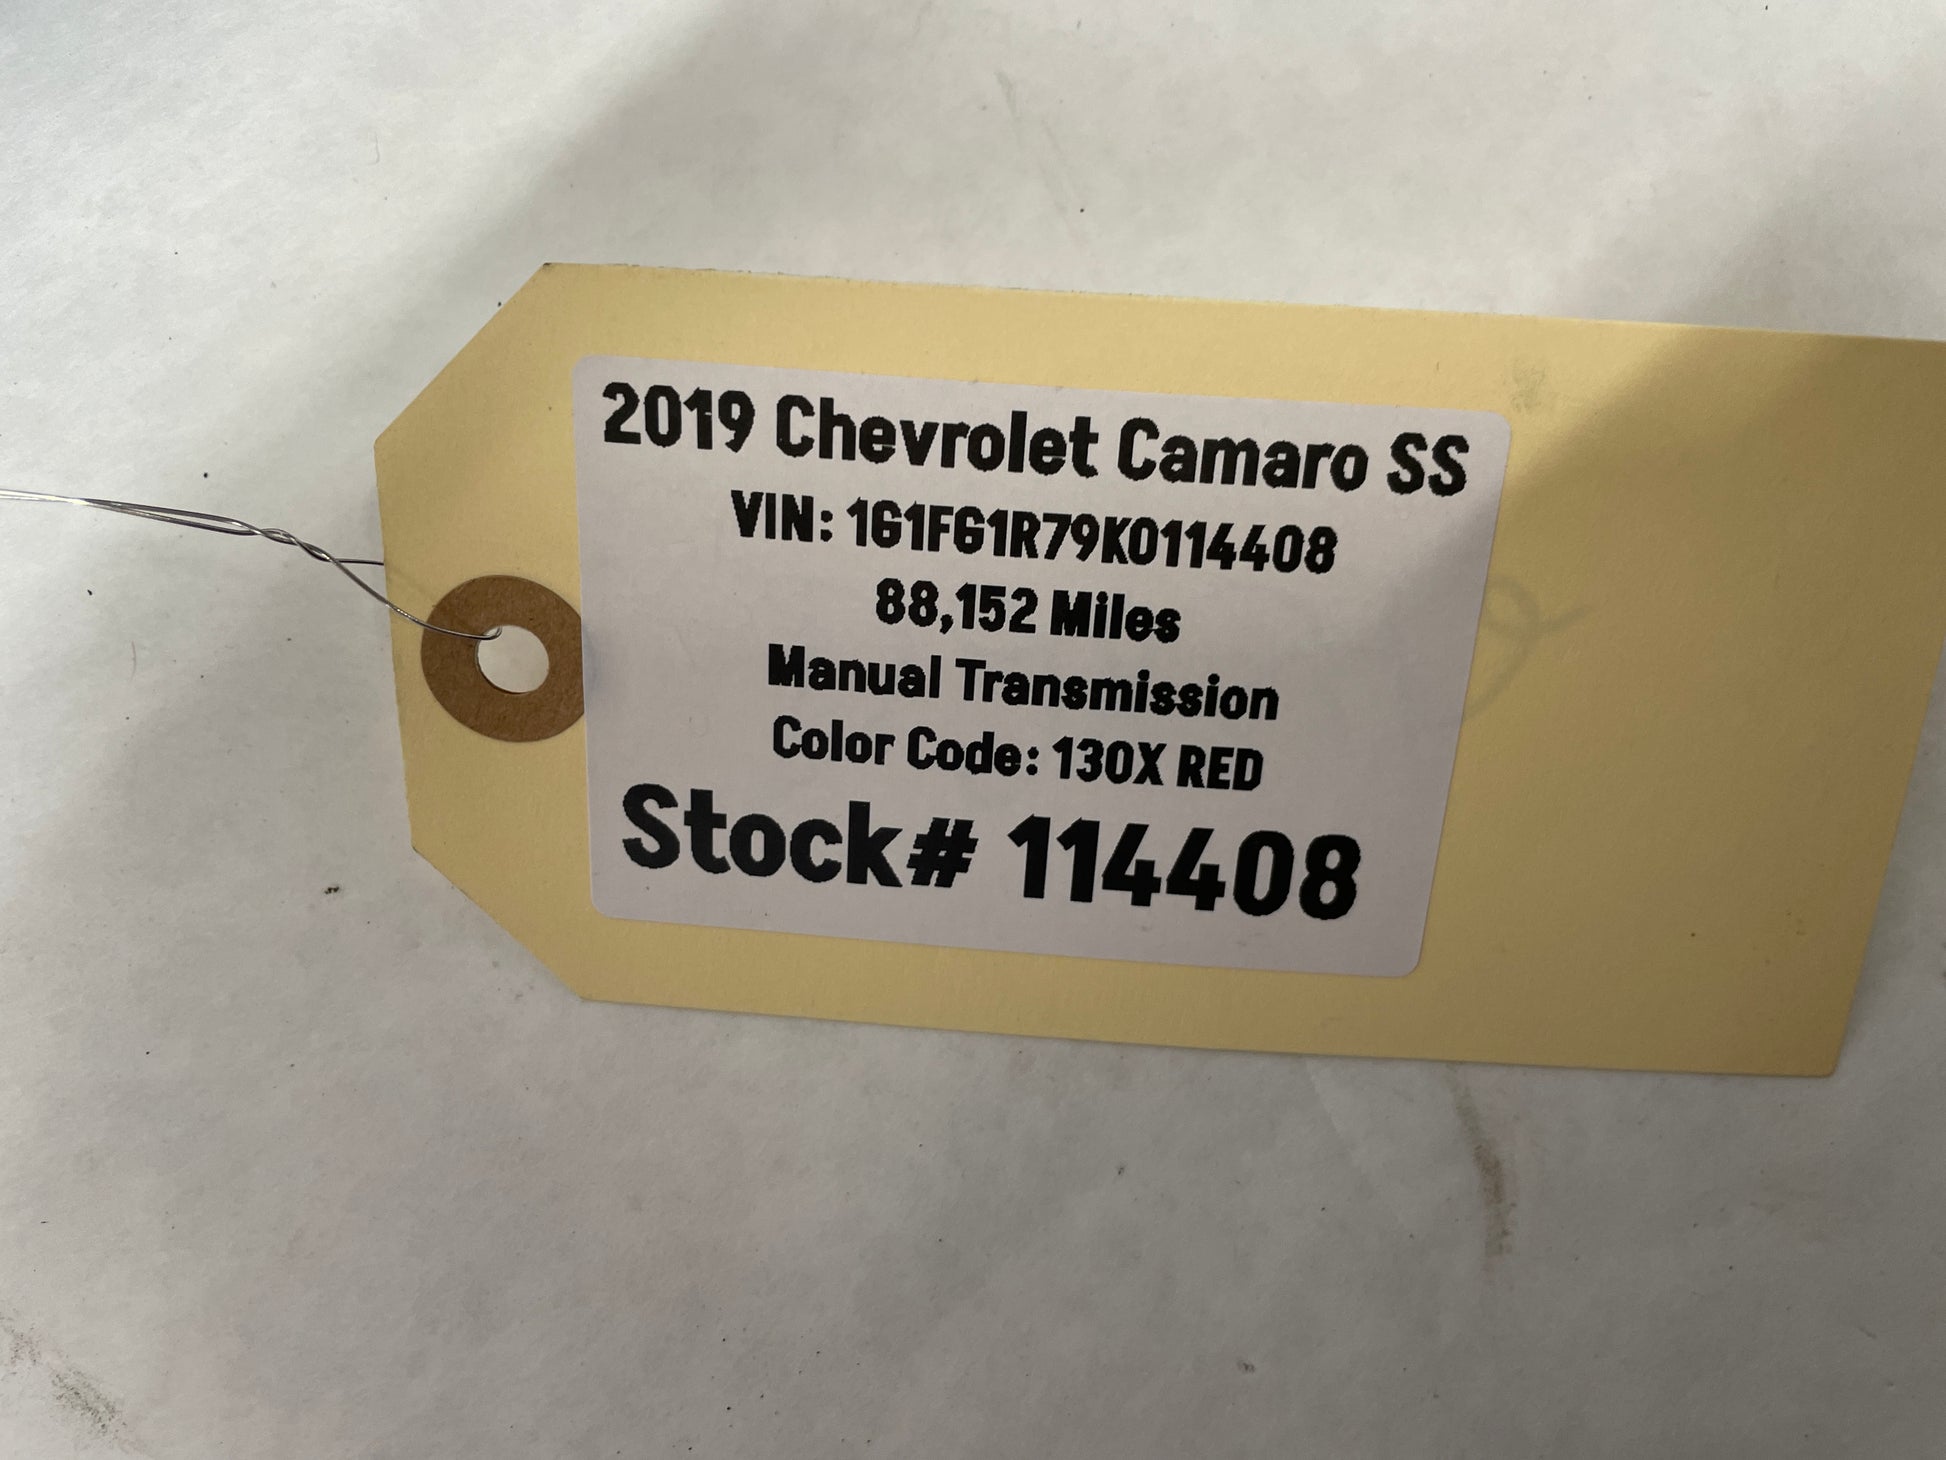 2019 Chevrolet Camaro SS
VIN: 1G1FG1R79K0114408
88,152 Miles
Manual Transmission
Color Code: 130X RED
Stock# 114408